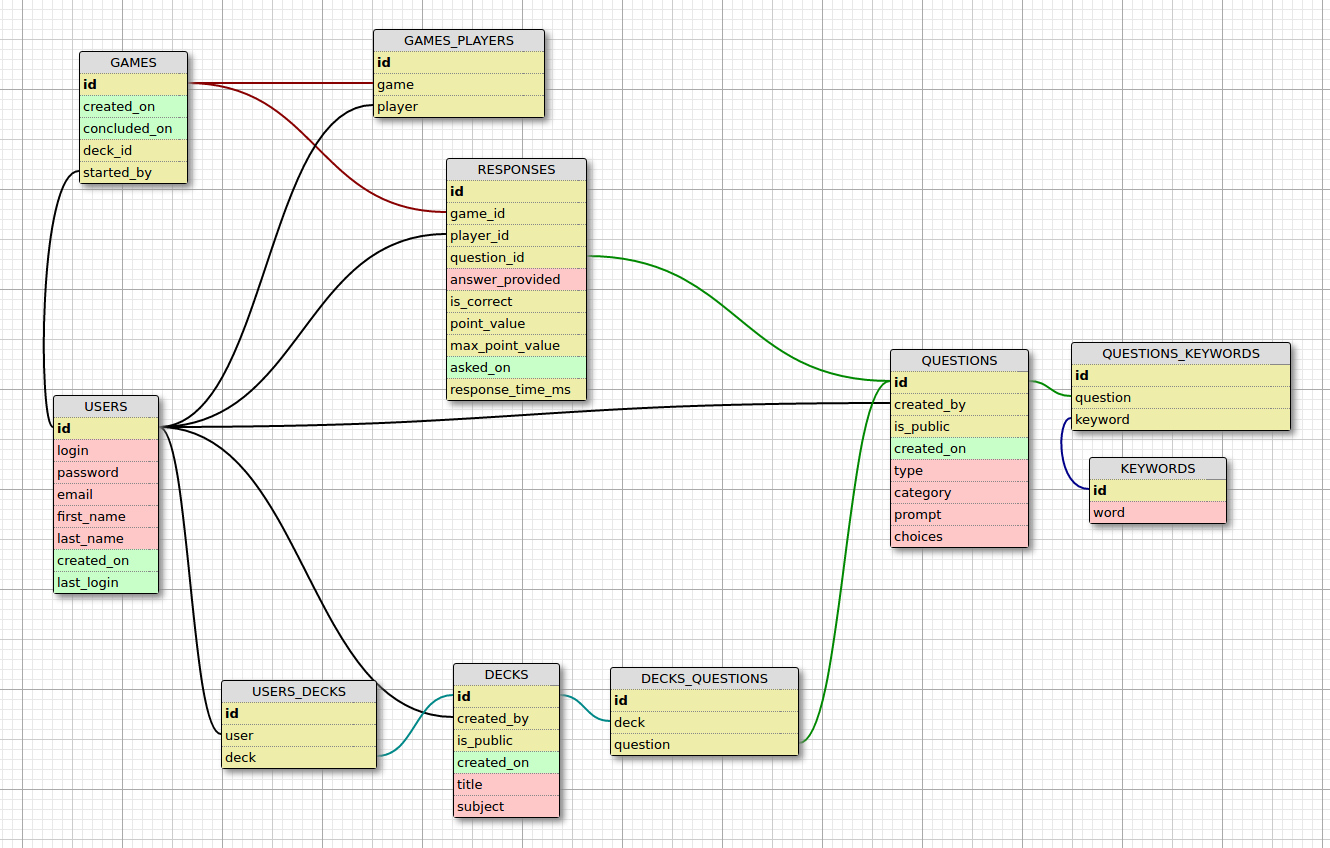 GAMES
id
created_on
concluded_on
deck_id
started_by
GAMES_PLAYERS
id
game
player
RESPONSES
id
game_id
player_id
question_id
answer_provided
is_correct
point_value
max_point_value
asked_on
response_time_ms
USERS
id
login
password
email
first_name
last_name
created_on
last_login
QUESTIONS
id
created_by
is_public
created_on
type
category
prompt
choices
QUESTIONS_KEYWORDS
id
question
keyword
KEYWORDS
id
word
USERS_DECKS
id
user
deck
DECKS
id
created_by
is_public
created_on
title
subject
DECKS_QUESTIONS
id
deck
question